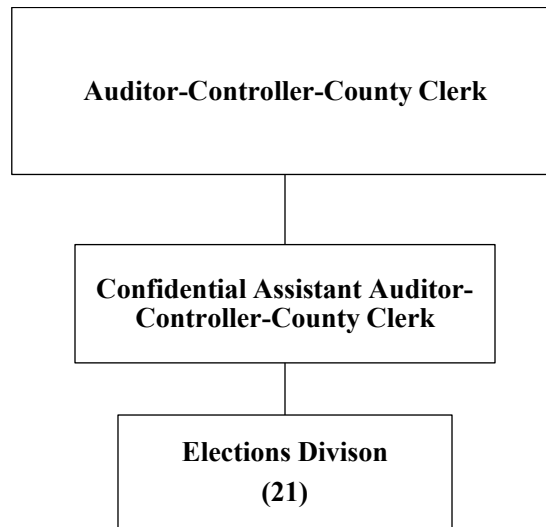 Auditor-Controller-County Clerk
Confidential Assistant Auditor-
Controller-County Clerk
Elections Divison
(21)